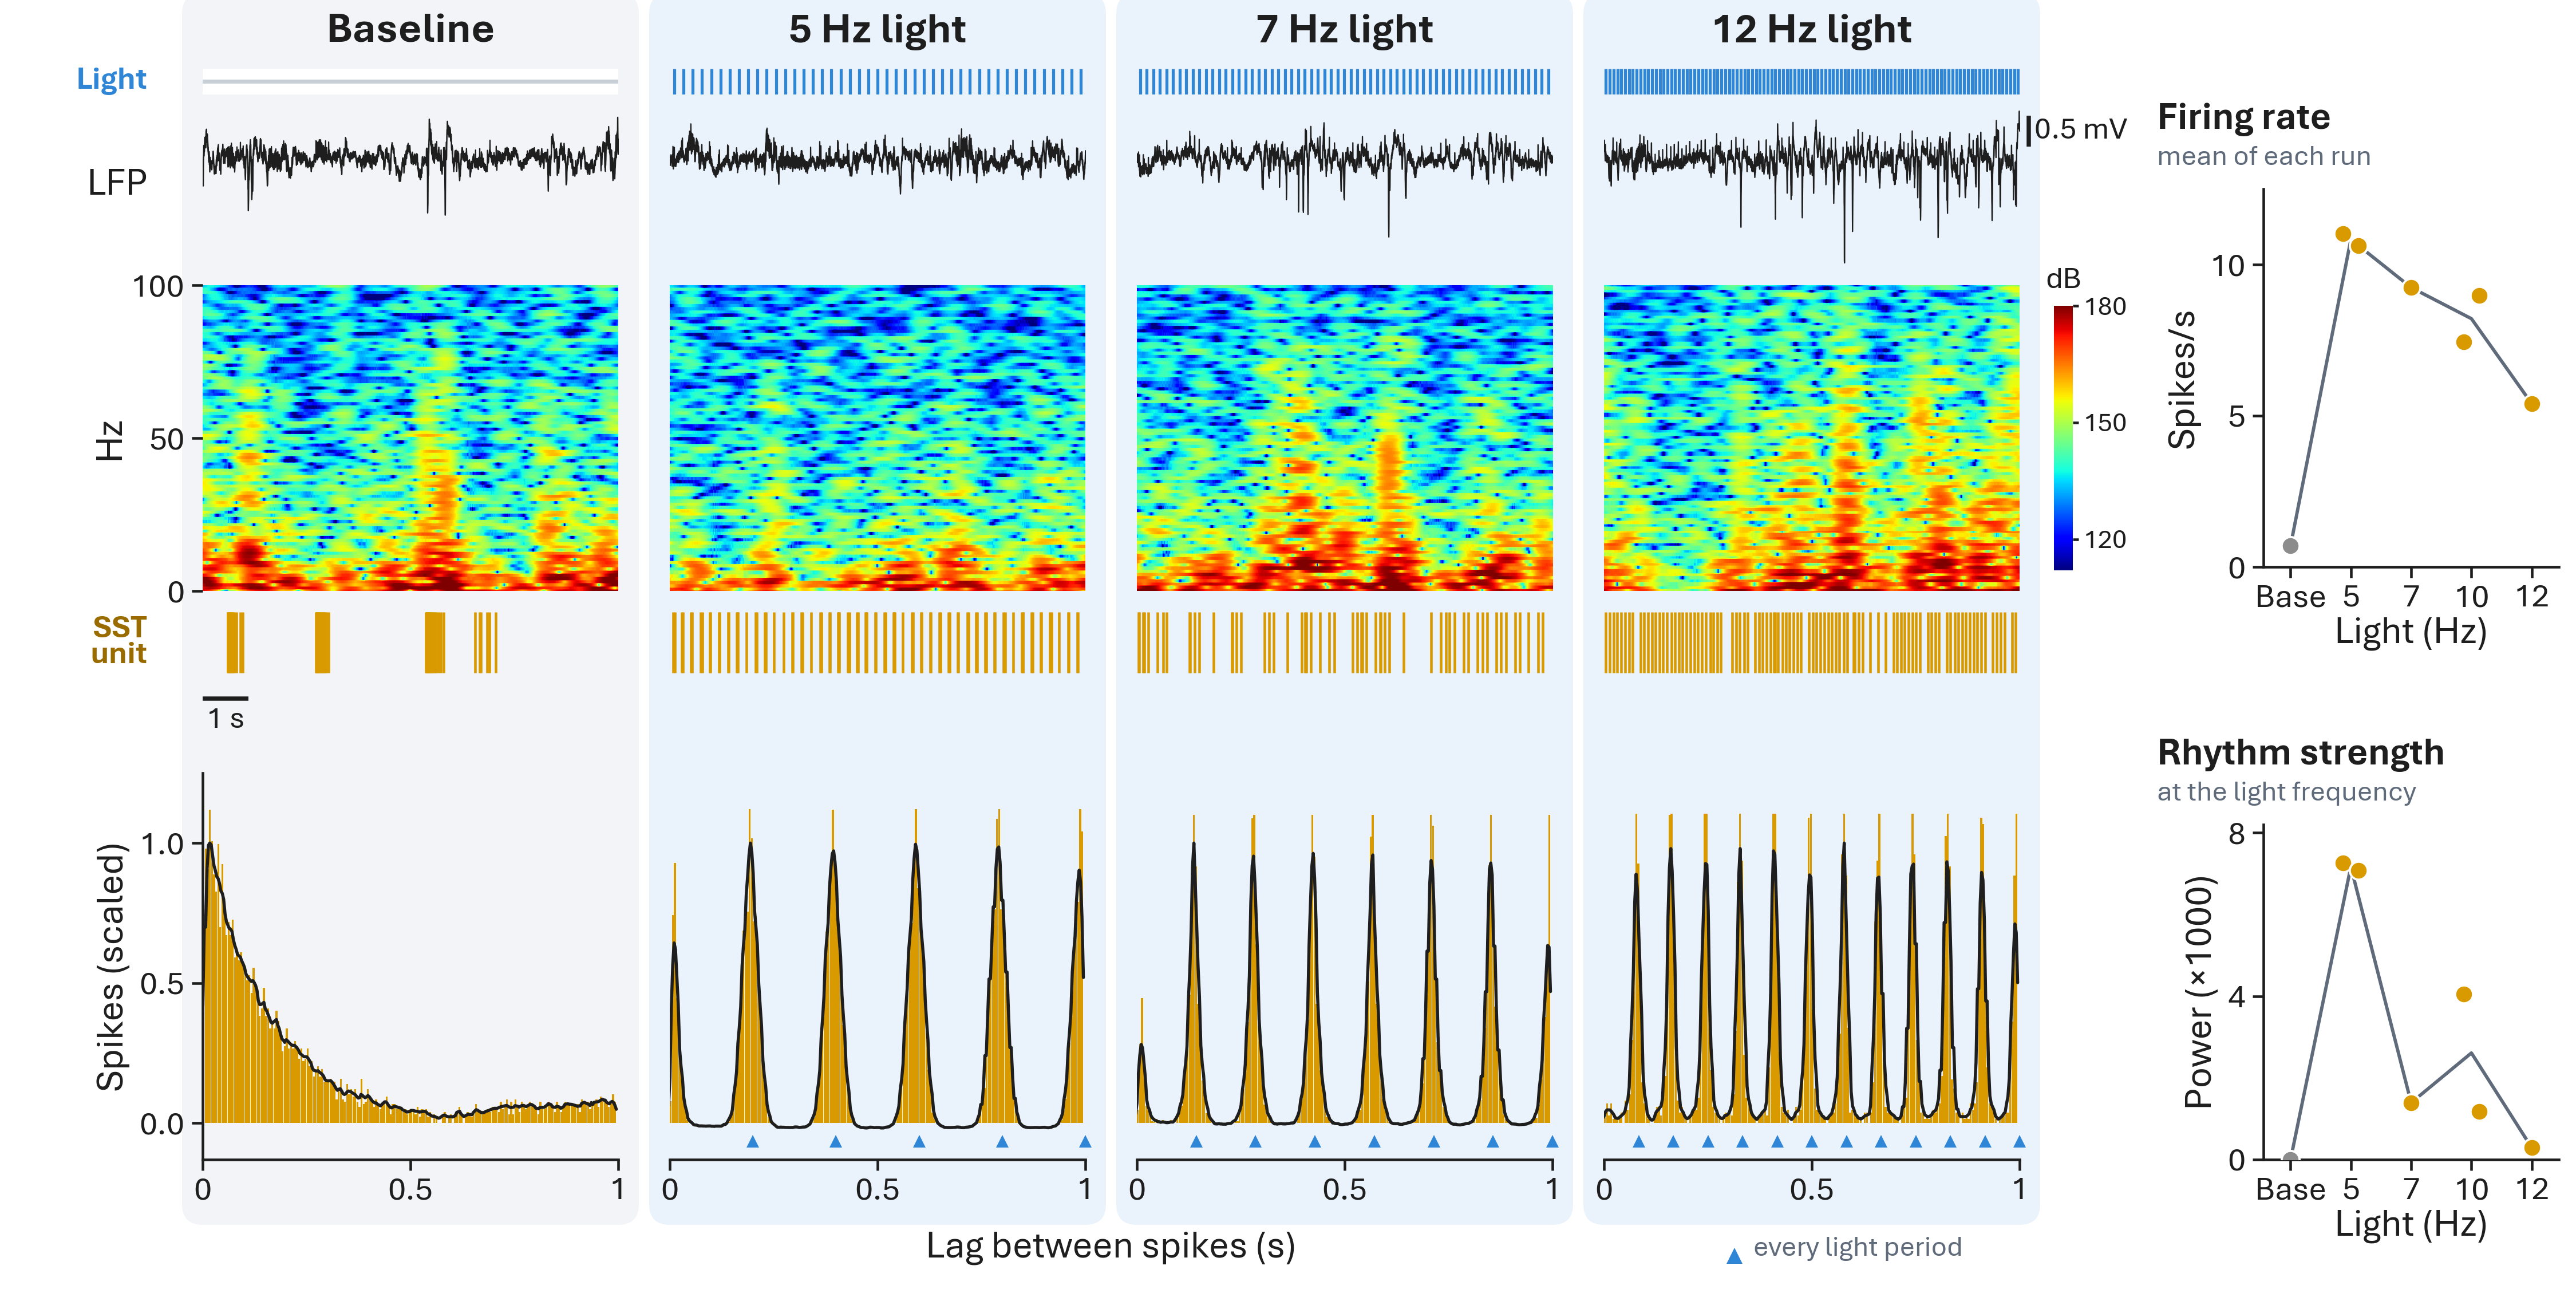 Baseline
5 Hz light
7 Hz light
12 Hz light
Light
LFP
0.5 mV
100
50
0
Hz
dB
180
150
120
SST
unit
1 s
1.0
0.5
0.0
Spikes (scaled)
0
0.5
1
0
0.5
1
0
0.5
1
0
0.5
1
Lag between spikes (s)
▲ every light period
Firing rate
mean of each run
10
5
0
Spikes/s
Base
5
7
10
12
Light (Hz)
Rhythm strength
at the light frequency
8
4
0
Power (×1000)
Base
5
7
10
12
Light (Hz)